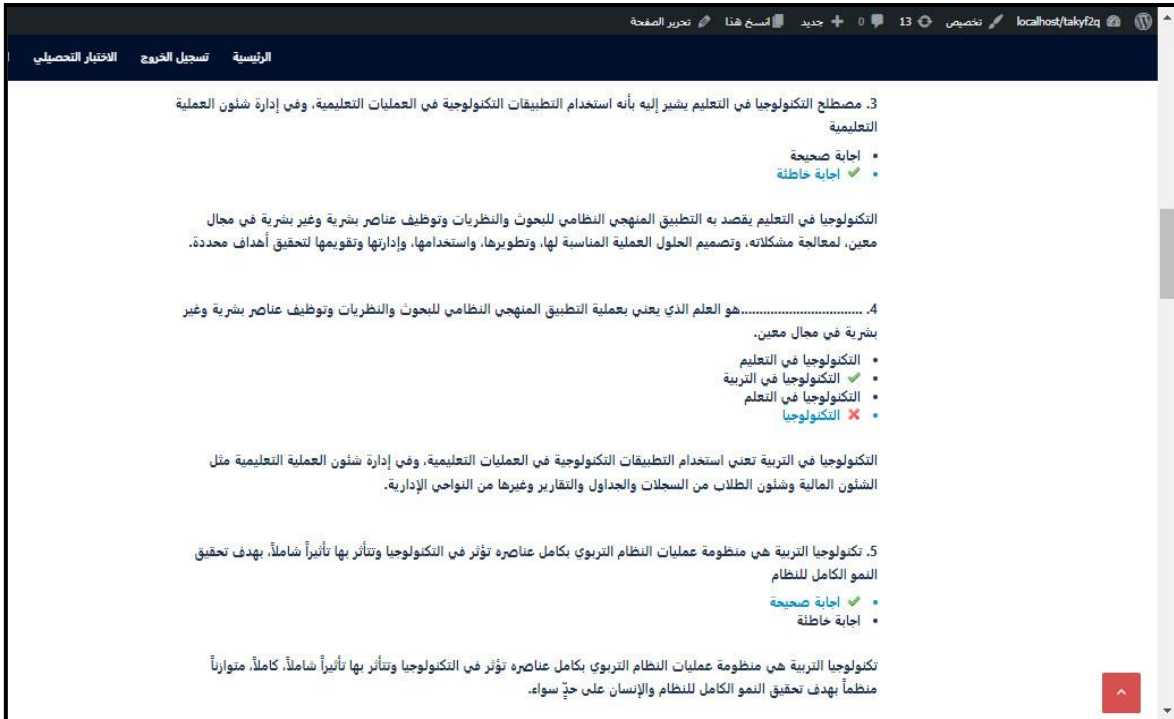 localhost/takyf2q تخصيص 13 0 جديد انسخ هذا تحرير الصفحة
الرئيسية تسجيل الخروج الاختبار التحصيلي
3. مصطلح التكنولوجيا في التعليم يشير إليه بأنه استخدام التطبيقات التكنولوجية في العمليات التعليمية، وفي إدارة شئون العملية
التعليمية
اجابة صحيحة
اجابة خاطئة
التكنولوجيا في التعليم يقصد به التطبيق المنهجي النظامي للبحوث والنظريات وتوظيف عناصر بشرية وغير بشرية في مجال
معين، لمعالجة مشكلاته، وتصميم الحلول العملية المناسبة لها، وتطويرها، واستخدامها، وإدارتها وتقويمها لتحقيق أهداف محددة.
4. .................................هو العلم الذي يعني بعملية التطبيق المنهجي النظامي للبحوث والنظريات وتوظيف عناصر بشرية وغير
بشرية في مجال معين.
التكنولوجيا في التعليم
التكنولوجيا في التربية
التكنولوجيا في التعلم
التكنولوجيا
التكنولوجيا في التربية تعني استخدام التطبيقات التكنولوجية في العمليات التعليمية، وفي إدارة شئون العملية التعليمية مثل
الشئون المالية وشئون الطلاب من السجلات والجداول والتقارير وغيرها من النواحي الإدارية.
5. تكنولوجيا التربية هي منظومة عمليات النظام التربوي بكامل عناصره تؤثر في التكنولوجيا وتتأثر بها تأثيراً شاملاً، بهدف تحقيق
النمو الكامل للنظام
اجابة صحيحة
اجابة خاطئة
تكنولوجيا التربية هي منظومة عمليات النظام التربوي بكامل عناصره تؤثر في التكنولوجيا وتتأثر بها تأثيراً شاملاً، كاملاً، متوازناً
منظماً بهدف تحقيق النمو الكامل للنظام والإنسان على حدّ سواء.